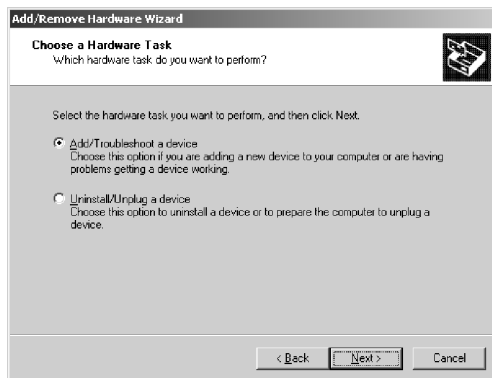 Add/Remove Hardware Wizard
Choose a Hardware Task
Which hardware task do you want to perform?
Select the hardware task you want to perform, and then click Next.
Add/Troubleshoot a device
Choose this option if you are adding a new device to your computer or are having
problems getting a device working.
Uninstall/Unplug a device
Choose this option to uninstall a device or to prepare the computer to unplug a
device.
< Back Next > Cancel